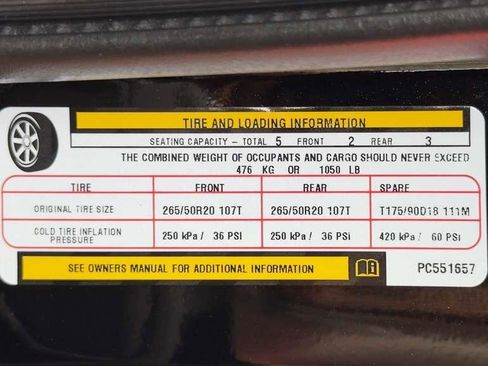 TIRE AND LOADING INFORMATION
SEATING CAPACITY - TOTAL 5 FRONT 2 REAR 3
THE COMBINED WEIGHT OF OCCUPANTS AND CARGO SHOULD NEVER EXCEED
476 KG OR 1050 LB
TIRE FRONT REAR SPARE
ORIGINAL TIRE SIZE 265/50R20 107T 265/50R20 107T T175/90D18 111M
COLD TIRE INFLATION PRESSURE 250 kPa/ 36 PSI 250 kPa/ 36 PSI 420 kPa/ 60 PSI
SEE OWNERS MANUAL FOR ADDITIONAL INFORMATION
PC551657